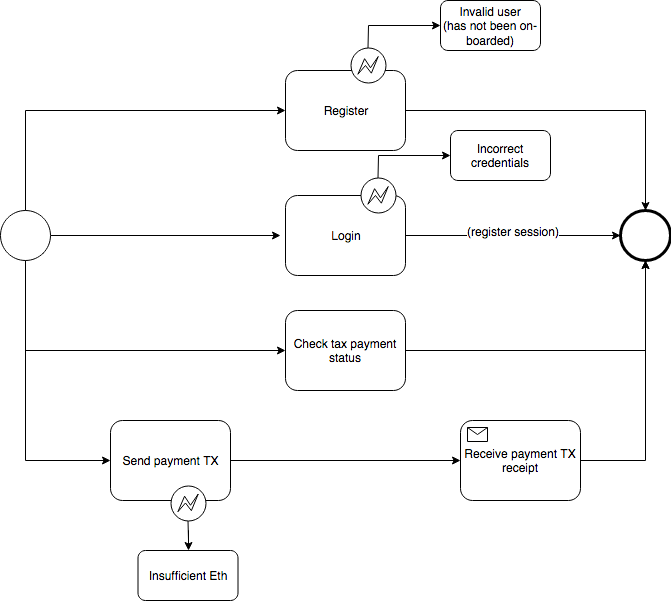 Invalid user
(has not been on-
boarded)
Register
Incorrect
credentials
Login
(register session)
Check tax payment
status
Send payment TX
Receive payment TX
receipt
Insufficient Eth